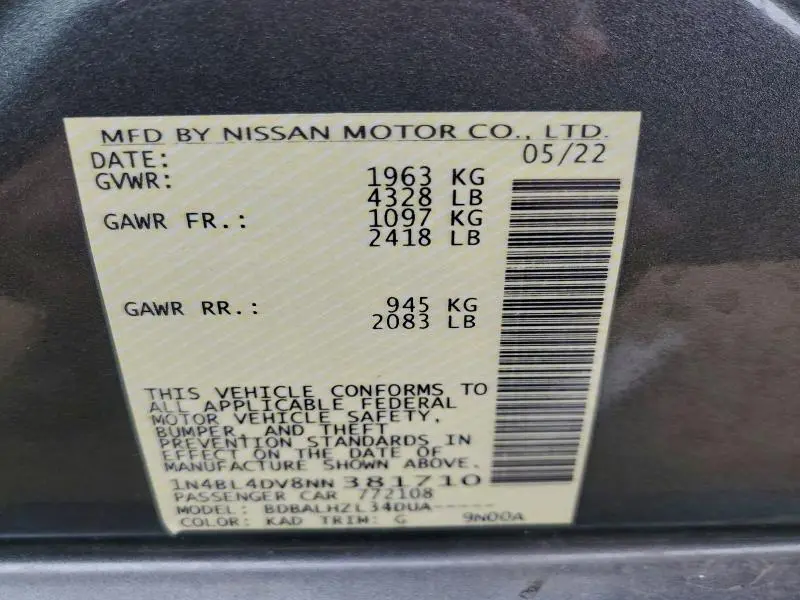 MFD BY NISSAN MOTOR CO., LTD.
DATE: 05/22
GVWR: 1963 KG
4328 LB
GAWR FR.: 1097 KG
2418 LB
GAWR RR.: 945 KG
2083 LB
THIS VEHICLE CONFORMS TO
ALL APPLICABLE FEDERAL
MOTOR VEHICLE SAFETY,
BUMPER, AND THEFT
PREVENTION STANDARDS IN
EFFECT ON THE DATE OF
MANUFACTURE SHOWN ABOVE.
1N4BL4DV8NN381710
PASSENGER CAR 772108
MODEL: BDBALHZL34DUA-----
COLOR: KAD TRIM: G 9N00A